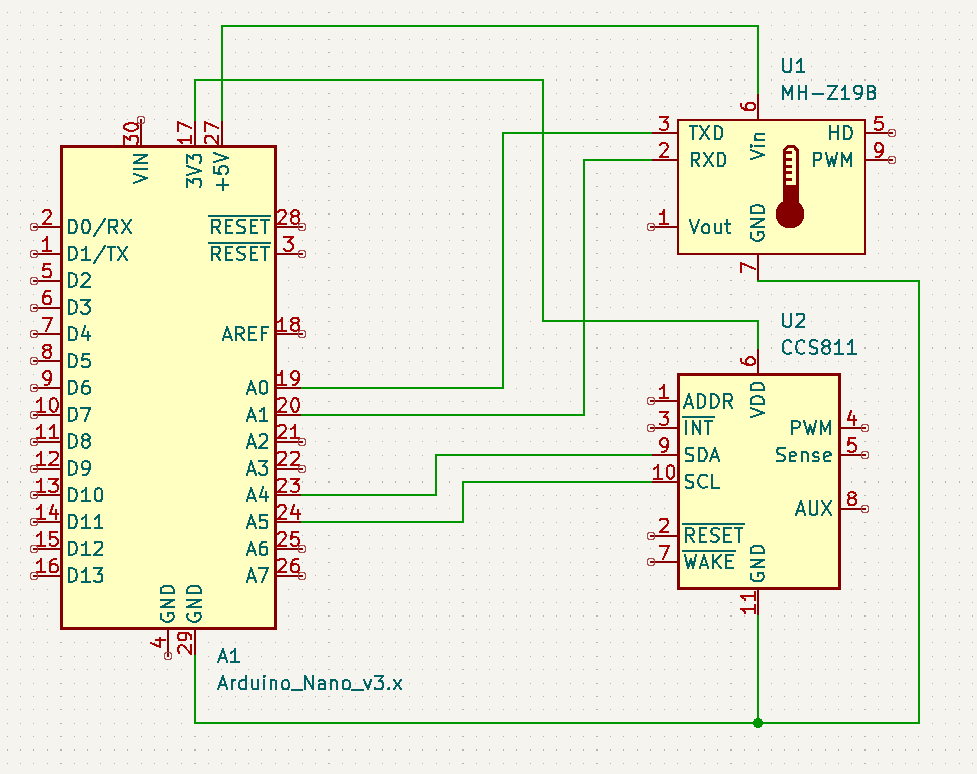 U1
MH-Z19B
6
30
17
27
3
TXD
Vin
HD
5
2
RXD
PWM
9
VIN
3V3
+5V
1
Vout
GND
7
2
D0/RX
RESET
28
1
D1/TX
RESET
3
5
D2
6
D3
7
D4
AREF
18
8
D5
9
D6
A0
19
10
D7
A1
20
11
D8
A2
21
12
D9
A3
22
13
D10
A4
23
14
D11
A5
24
15
D12
A6
25
16
D13
A7
26
GND
GND
4
29
A1
Arduino_Nano_v3.x
U2
CCS811
6
VDD
1
ADDR
3
INT
PWM
4
9
SDA
Sense
5
10
SCL
AUX
8
2
RESET
7
WAKE
GND
11